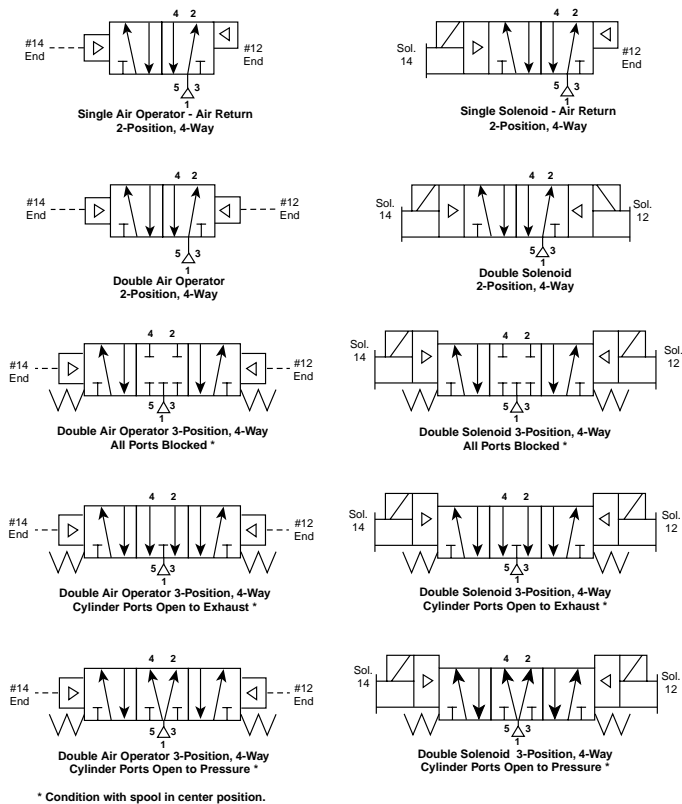 4 2
#14
End
#12
End
5 3
1
Single Air Operator - Air Return
2-Position, 4-Way
4 2
Sol.
14
#12
End
5 3
1
Single Solenoid - Air Return
2-Position, 4-Way
4 2
#14
End
#12
End
5 3
1
Double Air Operator
2-Position, 4-Way
4 2
Sol.
14
Sol.
12
5 3
1
Double Solenoid
2-Position, 4-Way
4 2
#14
End
#12
End
5 3
1
Double Air Operator 3-Position, 4-Way
All Ports Blocked *
4 2
Sol.
14
Sol.
12
5 3
1
Double Solenoid 3-Position, 4-Way
All Ports Blocked *
4 2
#14
End
#12
End
5 3
1
Double Air Operator 3-Position, 4-Way
Cylinder Ports Open to Exhaust *
4 2
Sol.
14
Sol.
12
5 3
1
Double Solenoid 3-Position, 4-Way
Cylinder Ports Open to Exhaust *
4 2
#14
End
#12
End
5 3
1
Double Air Operator 3-Position, 4-Way
Cylinder Ports Open to Pressure *
4 2
Sol.
14
Sol.
12
5 3
1
Double Solenoid 3-Position, 4-Way
Cylinder Ports Open to Pressure *
* Condition with spool in center position.